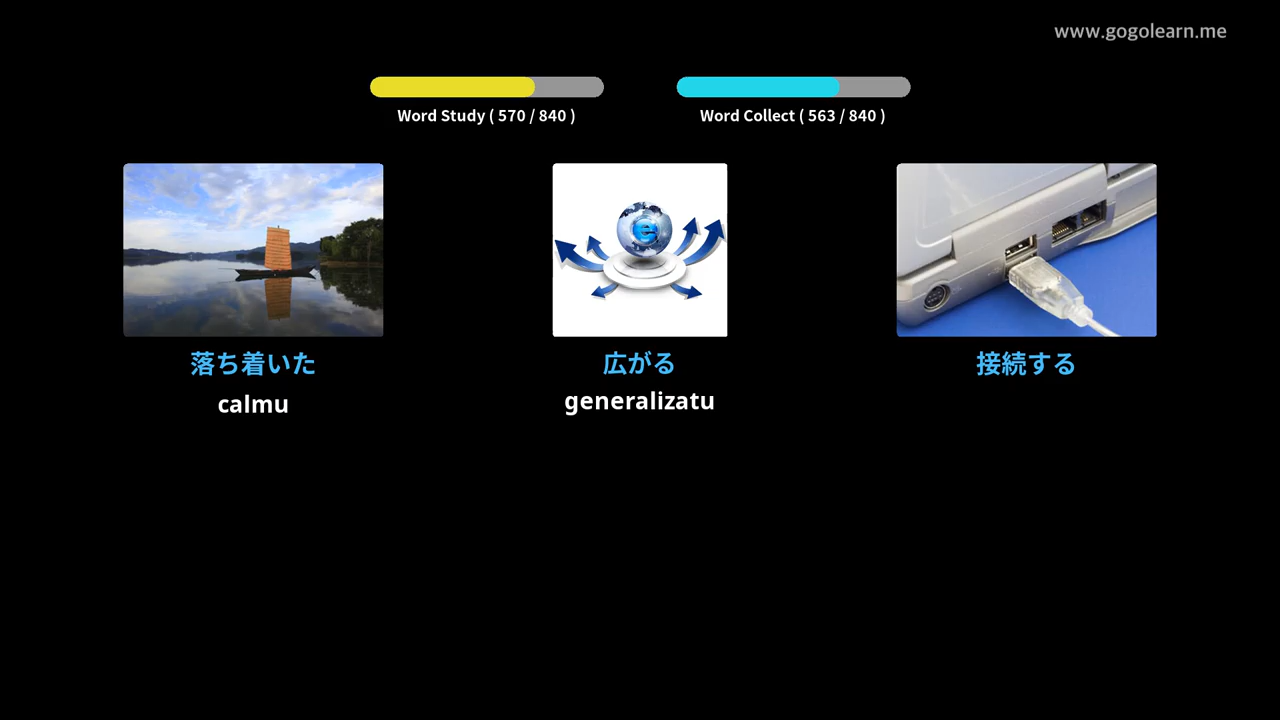 www.gogolearn.me
Word Study ( 570 / 840 )
Word Collect ( 563 / 840 )
e
落ち着いた
広がる
接続する
calmu
generalizatu